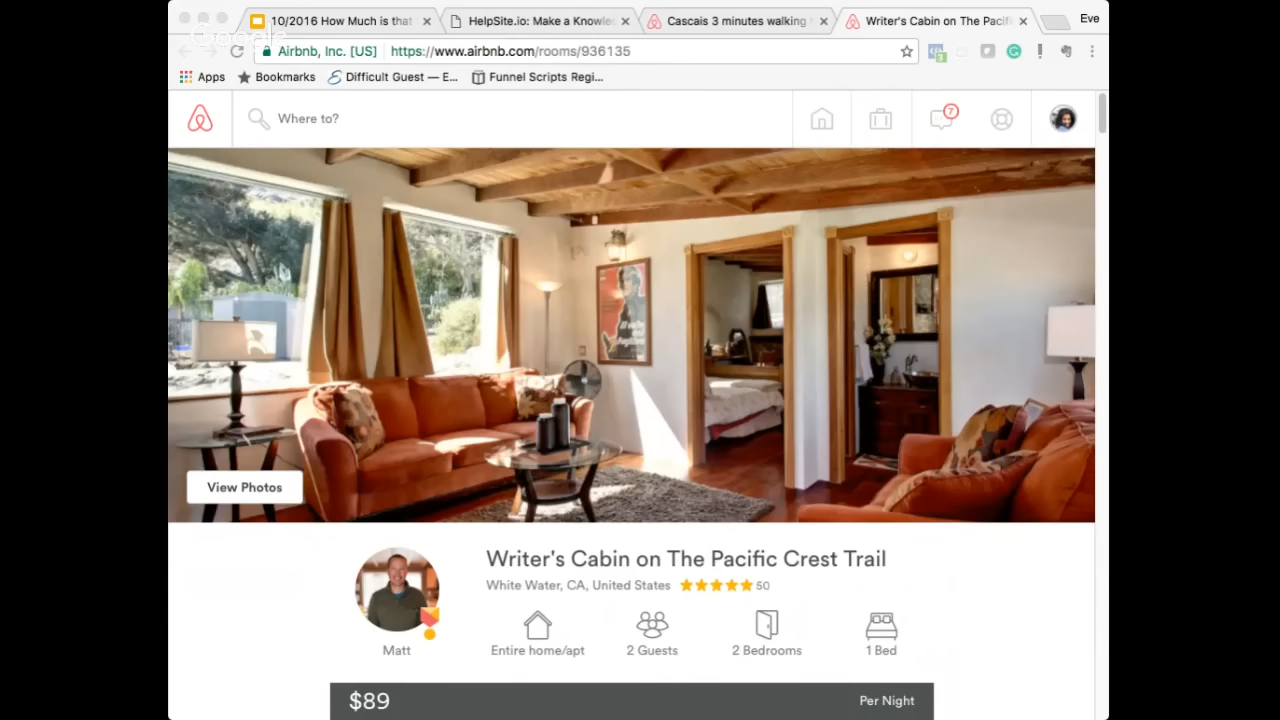 10/2016 How Much is that
HelpSite.io: Make a Knowle
Cascais 3 minutes walking
Writer's Cabin on The Pacifi
Eve
Google
Airbnb, Inc. [US]
https://www.airbnb.com/rooms/936135
3
Apps
Bookmarks
Difficult Guest — E...
Funnel Scripts Regi...
Where to?
7
View Photos
Writer's Cabin on The Pacific Crest Trail
White Water, CA, United States
50
Matt
Entire home/apt
2 Guests
2 Bedrooms
1 Bed
$89
Per Night